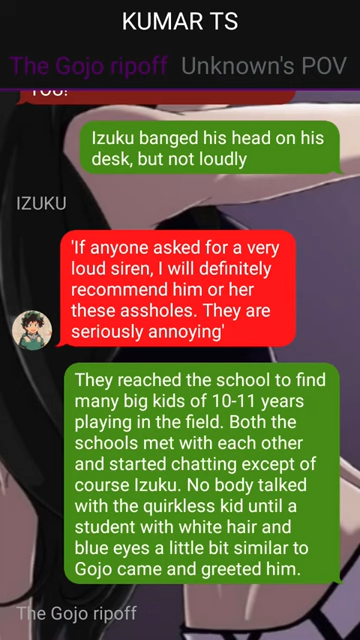 KUMAR TS
The Gojo ripoff Unknown's POV
YOU!
Izuku banged his head on his
desk, but not loudly
IZUKU
'If anyone asked for a very
loud siren, I will definitely
recommend him or her
these assholes. They are
seriously annoying'
They reached the school to find
many big kids of 10-11 years
playing in the field. Both the
schools met with each other
and started chatting except of
course Izuku. No body talked
with the quirkless kid until a
student with white hair and
blue eyes a little bit similar to
Gojo came and greeted him.
The Gojo ripoff